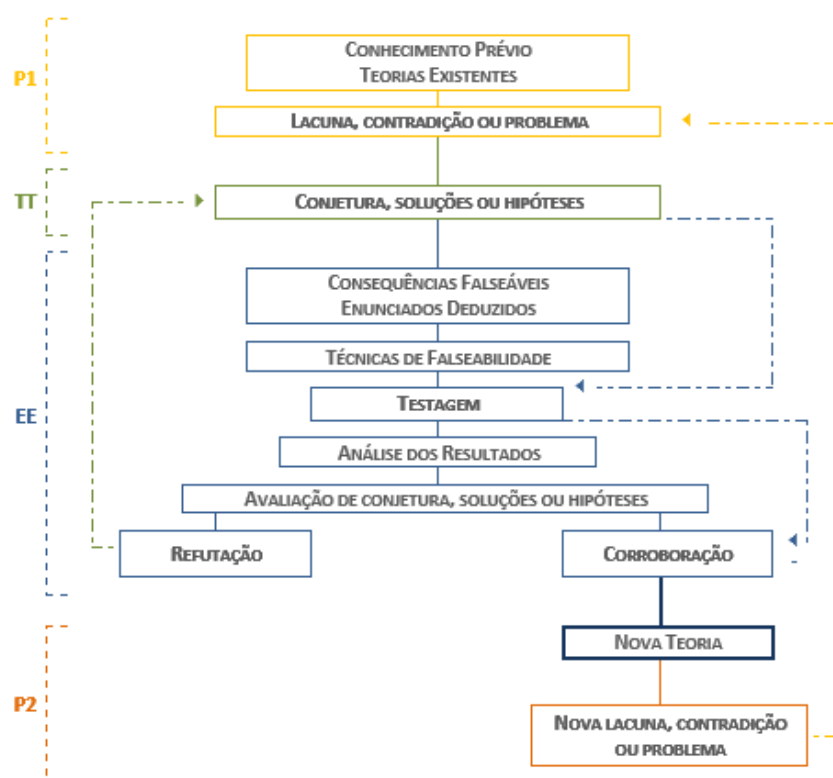 P1
CONHECIMENTO PRÉVIO
TEORIAS EXISTENTES
LACUNA, CONTRADIÇÃO OU PROBLEMA
TT
CONJETURA, SOLUÇÕES OU HIPÓTESES
EE
CONSEQUÊNCIAS FALSEÁVEIS
ENUNCIADOS DEDUZIDOS
TÉCNICAS DE FALSEABILIDADE
TESTAGEM
ANÁLISE DOS RESULTADOS
AVALIAÇÃO DE CONJETURA, SOLUÇÕES OU HIPÓTESES
REFUTAÇÃO
CORROBORAÇÃO
P2
NOVA TEORIA
NOVA LACUNA, CONTRADIÇÃO
OU PROBLEMA